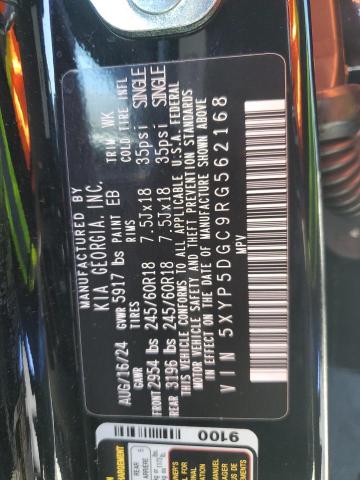 MANUFACTURED BY
KIA GEORGIA, INC.
AUG/16/24 GVWR 5917 lbs PAINT EB TRIM WK
GAWR TIRES RIMS COLD TIRE INFL
FRONT 2954 lbs 245/60R18 7.5Jx18 35psi SINGLE
REAR 3196 lbs 245/60R18 7.5Jx18 35psi SINGLE
THIS VEHICLE CONFORMS TO ALL APPLICABLE U.S.A. FEDERAL
MOTOR VEHICLE SAFETY AND THEFT PREVENTION STANDARDS
IN EFFECT ON THE DATE OF MANUFACTURE SHOWN ABOVE
VIN 5XYP5DGC9RG562168
MPV
9100
REAR
ARRIÈRE